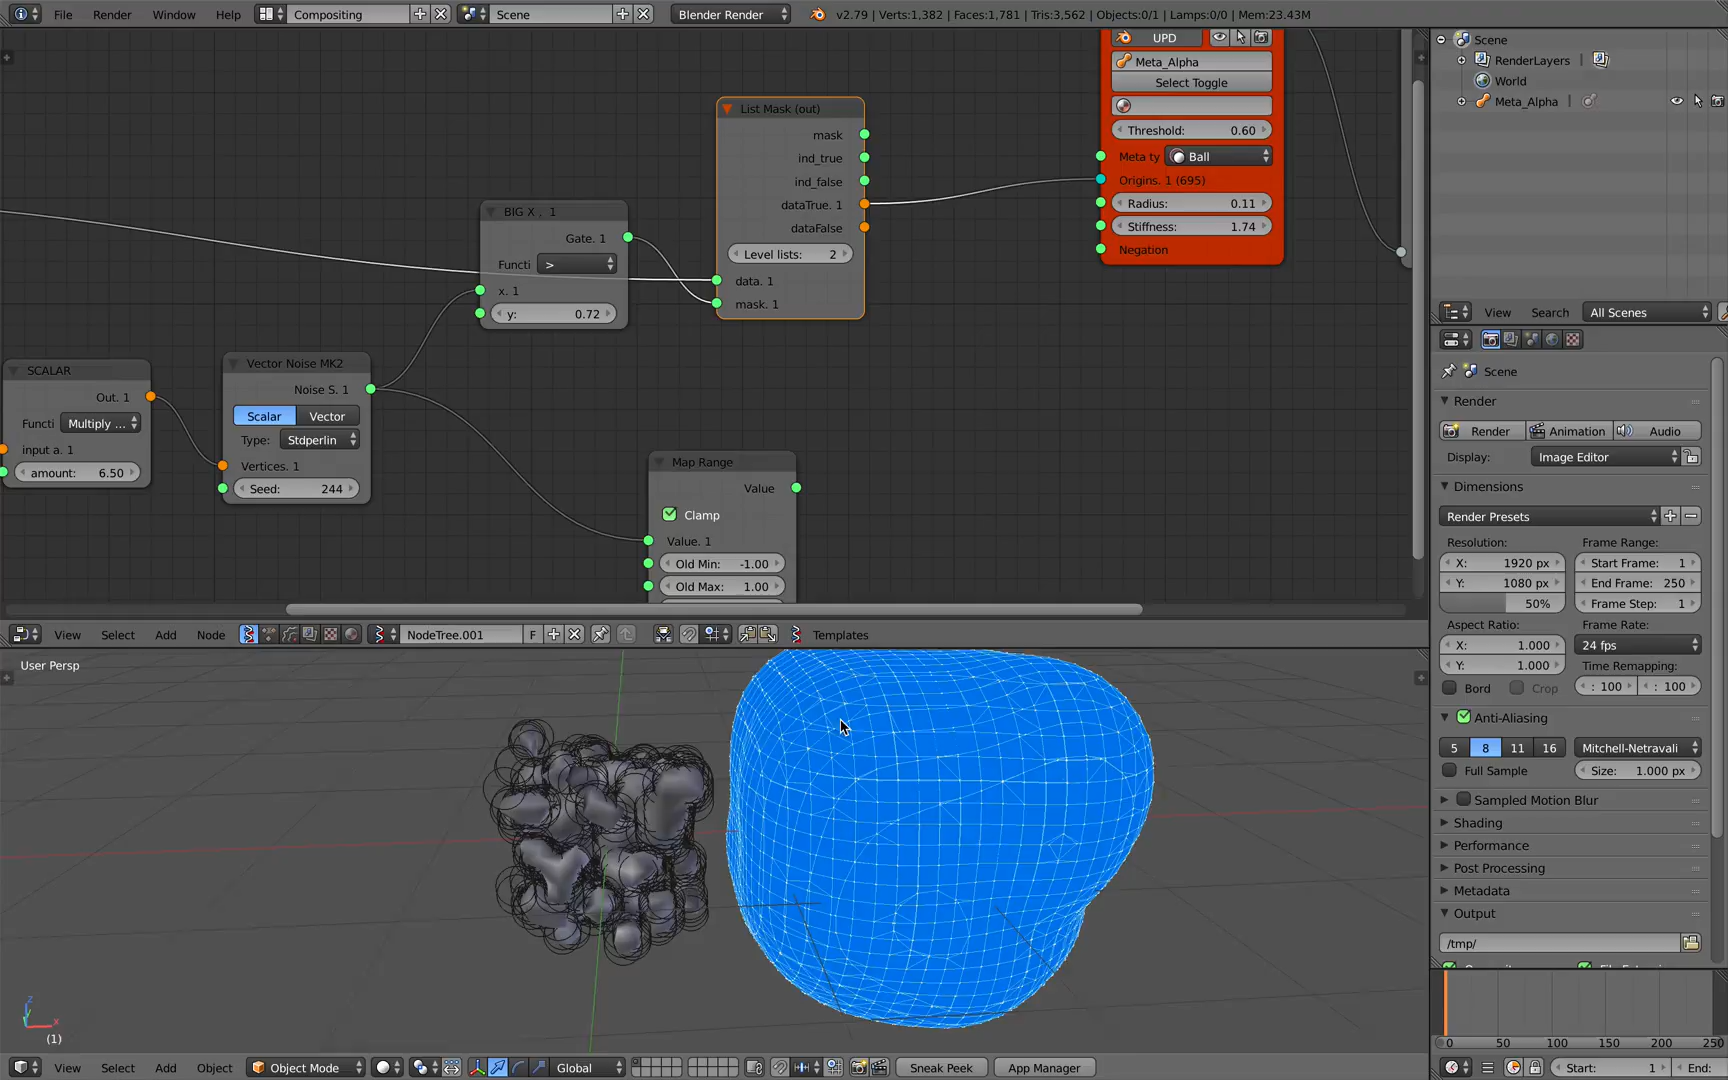 File Render Window Help Compositing Scene Blender Render v2.79 | Verts:1,382 | Faces:1,781 | Tris:3,562 | Objects:0/1 | Lamps:0/0 | Mem:23.43M
UPD
Meta_Alpha
Select Toggle
Threshold: 0.60
Meta ty Ball
Origins. 1 (695)
Radius: 0.11
Stiffness: 1.74
Negation
List Mask (out)
mask
ind_true
ind_false
dataTrue. 1
dataFalse
Level lists: 2
data. 1
mask. 1
BIG X , 1
Gate. 1
Functi >
x. 1
y: 0.72
SCALAR
Out. 1
Functi Multiply ...
input a. 1
amount: 6.50
Vector Noise MK2
Noise S. 1
Scalar Vector
Type: Stdperlin
Vertices. 1
Seed: 244
Map Range
Value
Clamp
Value. 1
Old Min: -1.00
Old Max: 1.00
View Select Add Node NodeTree.001 F Templates
User Persp
z
x
(1)
View Select Add Object Object Mode Global Sneak Peek App Manager
Scene
RenderLayers |
World
Meta_Alpha |
View Search All Scenes
Scene
Render
Render Animation Audio
Display: Image Editor
Dimensions
Render Presets
Resolution: Frame Range:
X: 1920 px Start Frame: 1
Y: 1080 px End Frame: 250
50% Frame Step: 1
Aspect Ratio: Frame Rate:
X: 1.000 24 fps
Y: 1.000 Time Remapping:
Bord Crop : 100 : 100
Anti-Aliasing
5 8 11 16 Mitchell-Netravali
Full Sample Size: 1.000 px
Sampled Motion Blur
Shading
Performance
Post Processing
Metadata
Output
/tmp/
0 50 100 150 200 250
Start: 1 End: